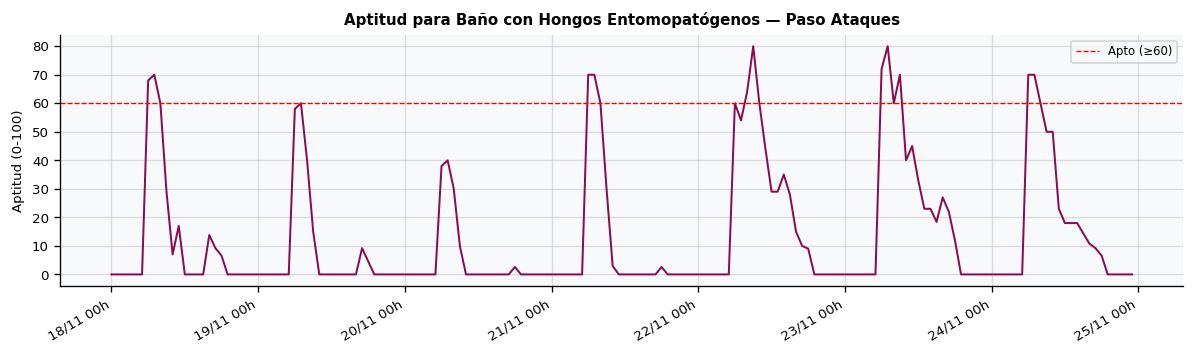 Aptitud para Baño con Hongos Entomopatógenos — Paso Ataques
Apto (≥60)
Aptitud (0-100)
80
70
60
50
40
30
20
10
0
18/11 00h
19/11 00h
20/11 00h
21/11 00h
22/11 00h
23/11 00h
24/11 00h
25/11 00h